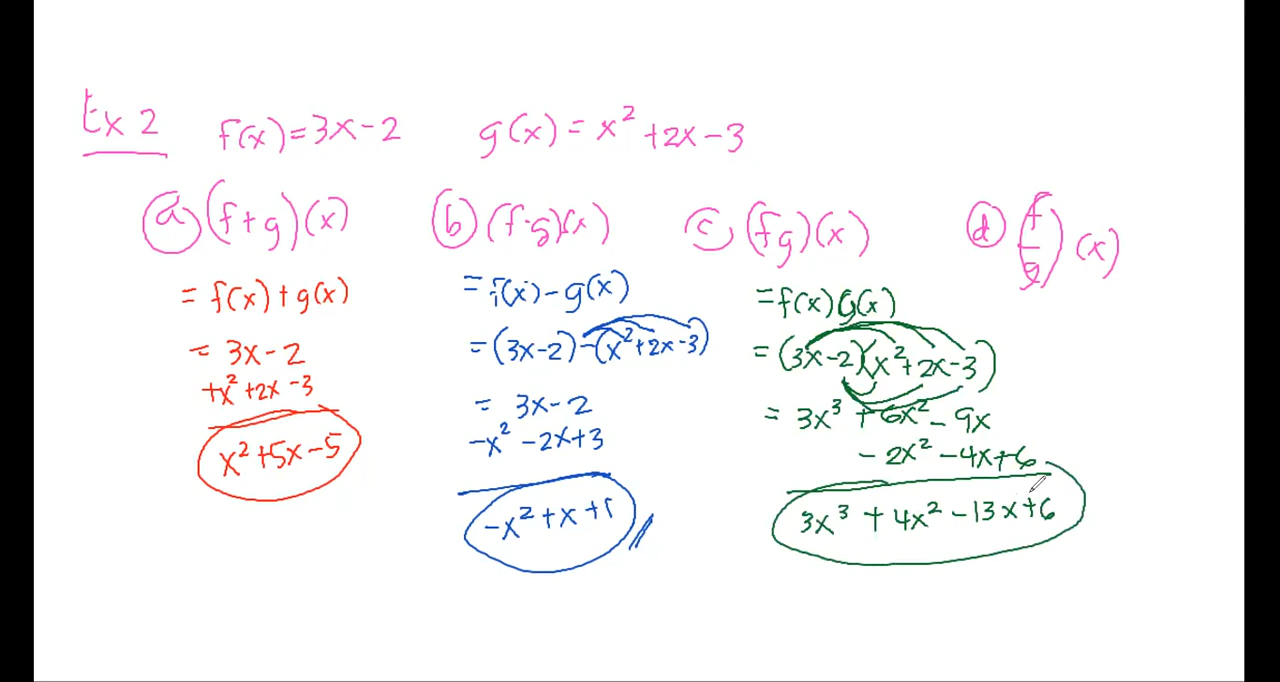 Ex 2 f(x)=3x-2 g(x)=x²+2x-3
(a) (f+g)(x)
= f(x)+g(x)
= 3x-2
+x²+2x-3
x²+5x-5
(b) (f-g)(x)
= f(x)-g(x)
= (3x-2)-(x²+2x-3)
= 3x-2
-x²-2x+3
-x²+x+1
(c) (fg)(x)
= f(x)g(x)
= (3x-2)(x²+2x-3)
= 3x³+6x²-9x
-2x²-4x+6
3x³+4x²-13x+6
(d) (f/g)(x)